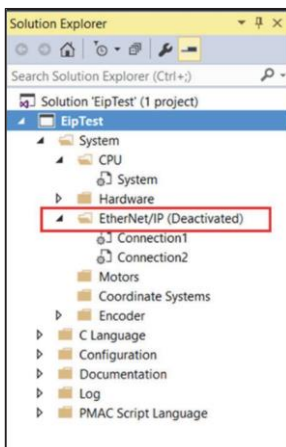 Solution Explorer
Search Solution Explorer (Ctrl+;)
Solution 'EipTest' (1 project)
EipTest
System
CPU
System
Hardware
EtherNet/IP (Deactivated)
Connection1
Connection2
Motors
Coordinate Systems
Encoder
C Language
Configuration
Documentation
Log
PMAC Script Language